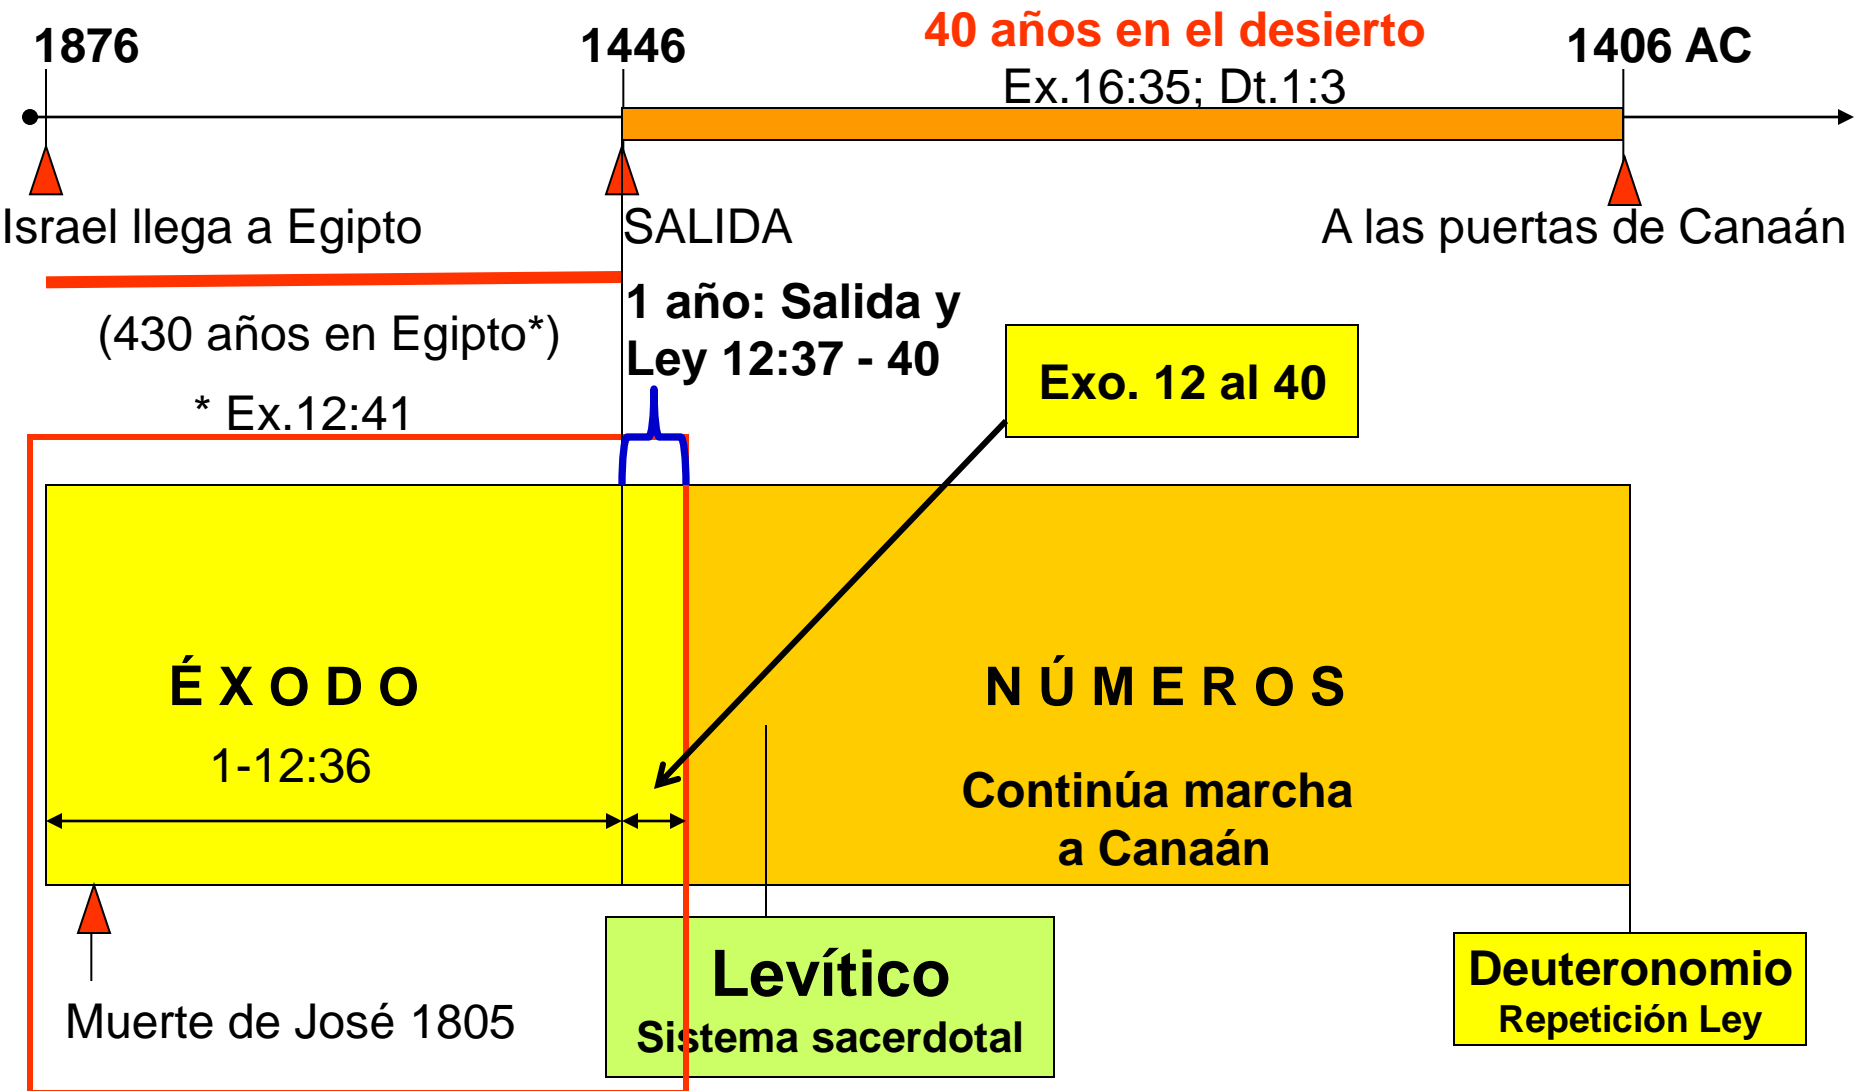 1876
1446
40 años en el desierto
1406 AC
Ex.16:35; Dt.1:3
Israel llega a Egipto
SALIDA
A las puertas de Canaán
(430 años en Egipto*)
* Ex.12:41
1 año: Salida y
Ley 12:37 - 40
Exo. 12 al 40
É X O D O
1-12:36
N Ú M E R O S
Continúa marcha
a Canaán
Muerte de José 1805
Levítico
Sistema sacerdotal
Deuteronomio
Repetición Ley